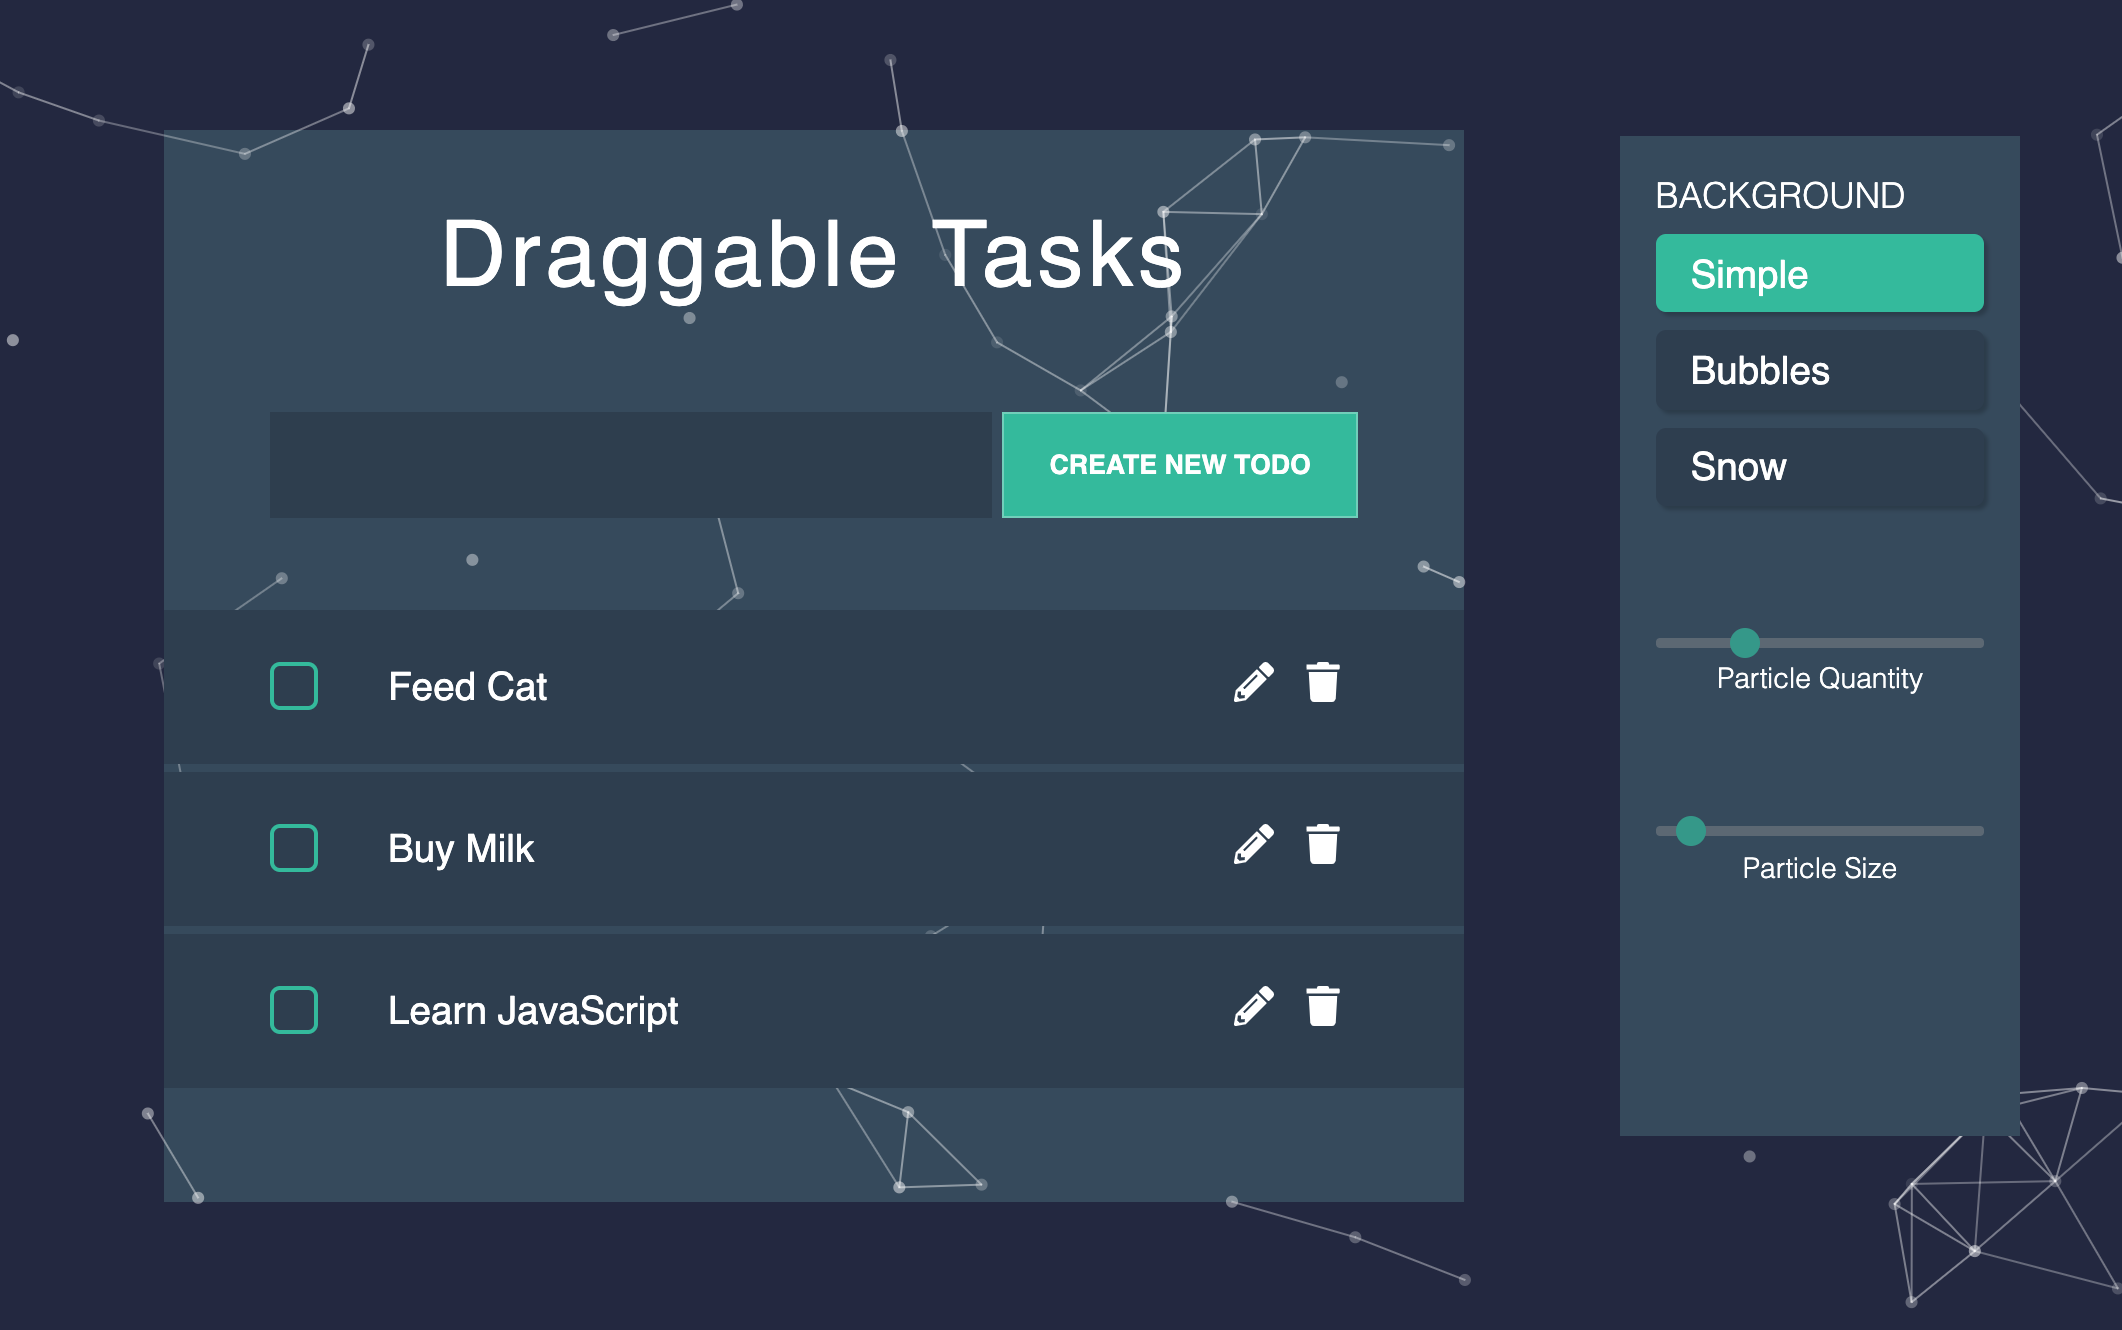 Draggable Tasks
CREATE NEW TODO
Feed Cat
Buy Milk
Learn JavaScript
BACKGROUND
Simple
Bubbles
Snow
Particle Quantity
Particle Size